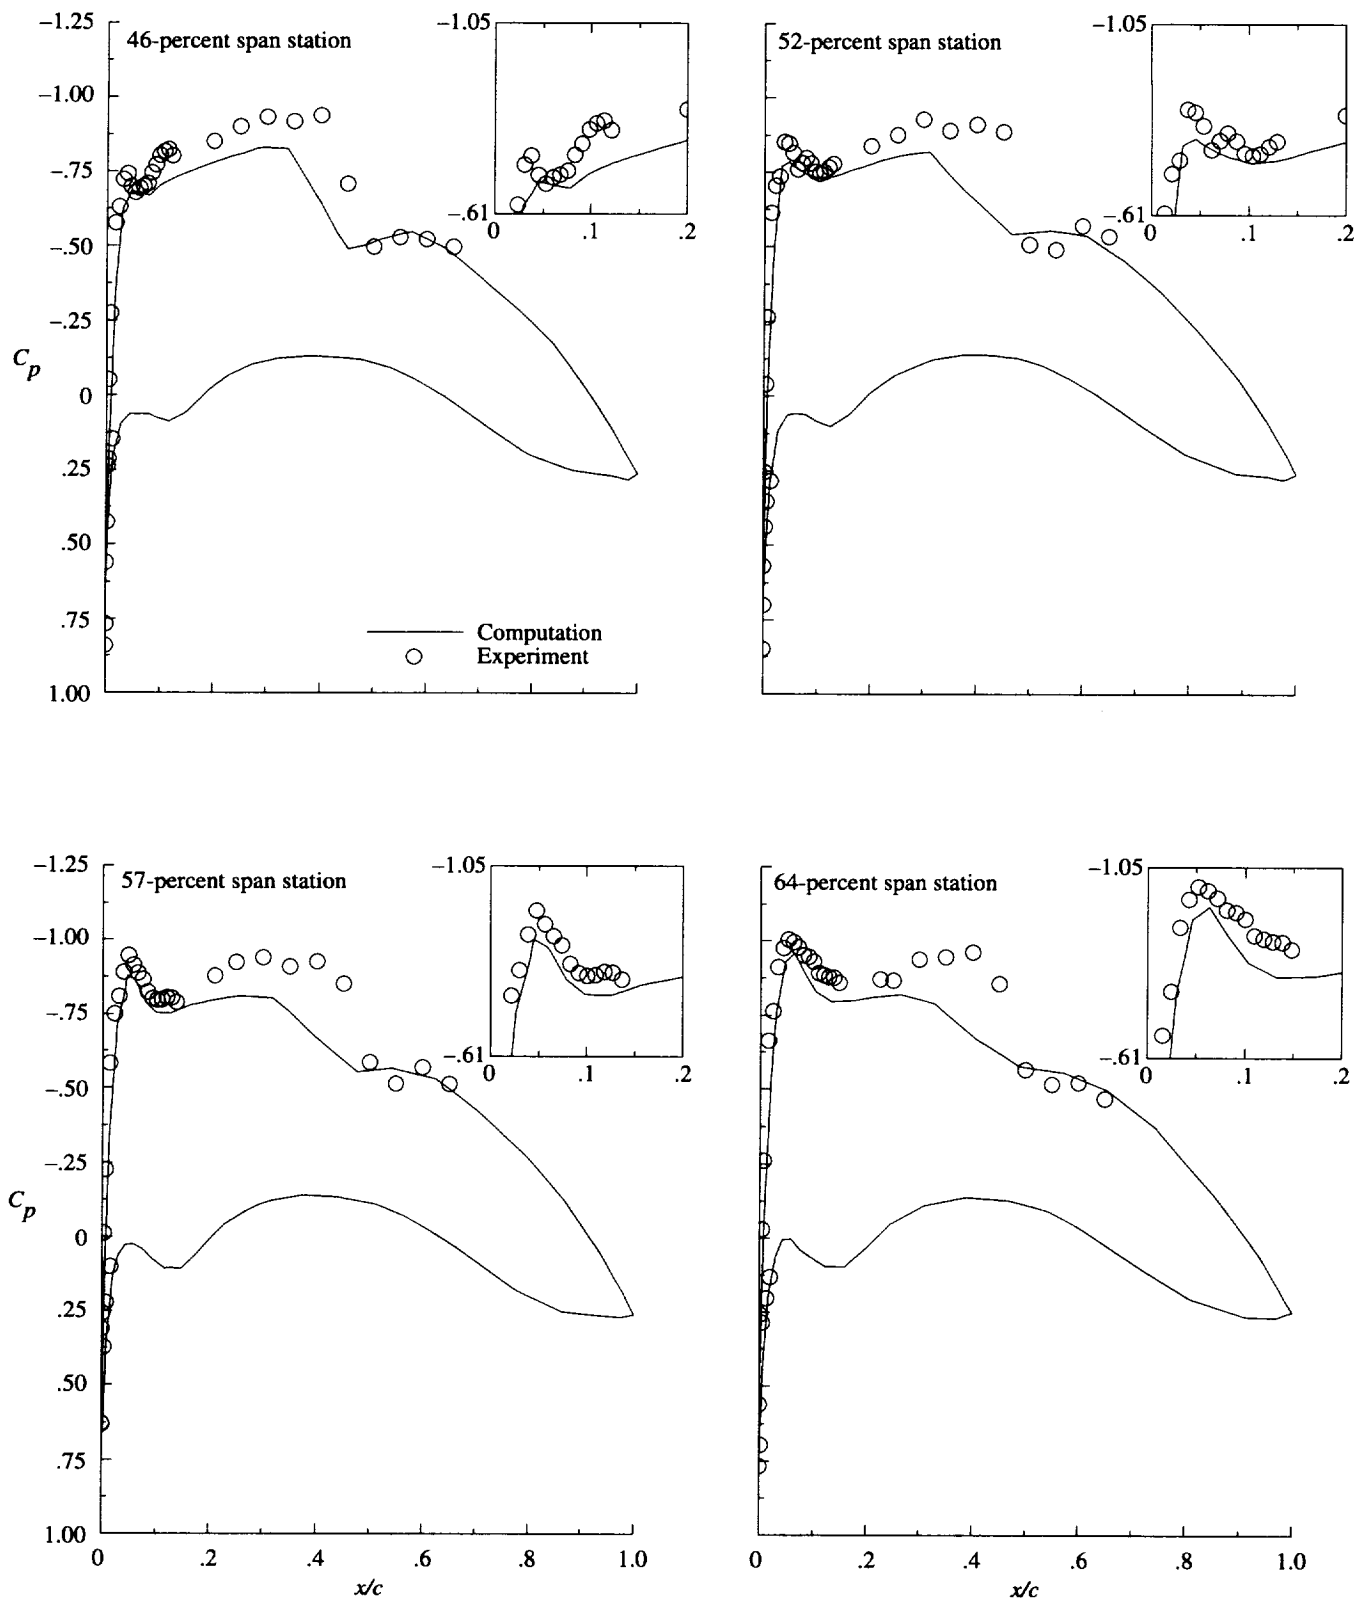 −1.25
46-percent span station
−1.05
−.61
0 .1 .2
−1.00
−.75
−.50
−.25
C_p
0
.25
.50
.75
1.00
Computation
Experiment
52-percent span station
−1.05
−.61
0 .1 .2
−1.25
57-percent span station
−1.05
−.61
0 .1 .2
−1.00
−.75
−.50
−.25
C_p
0
.25
.50
.75
1.00
0 .2 .4 .6 .8 1.0
x/c
64-percent span station
−1.05
−.61
0 .1 .2
0 .2 .4 .6 .8 1.0
x/c